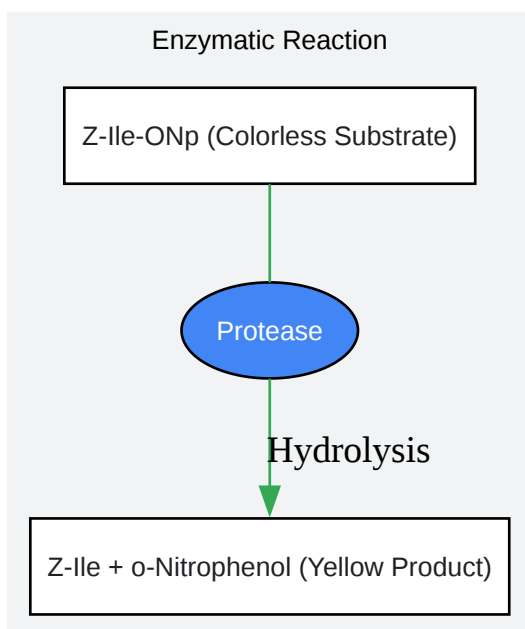 Enzymatic Reaction
Z-Ile-ONp (Colorless Substrate)
Protease
Hydrolysis
Z-Ile + o-Nitrophenol (Yellow Product)